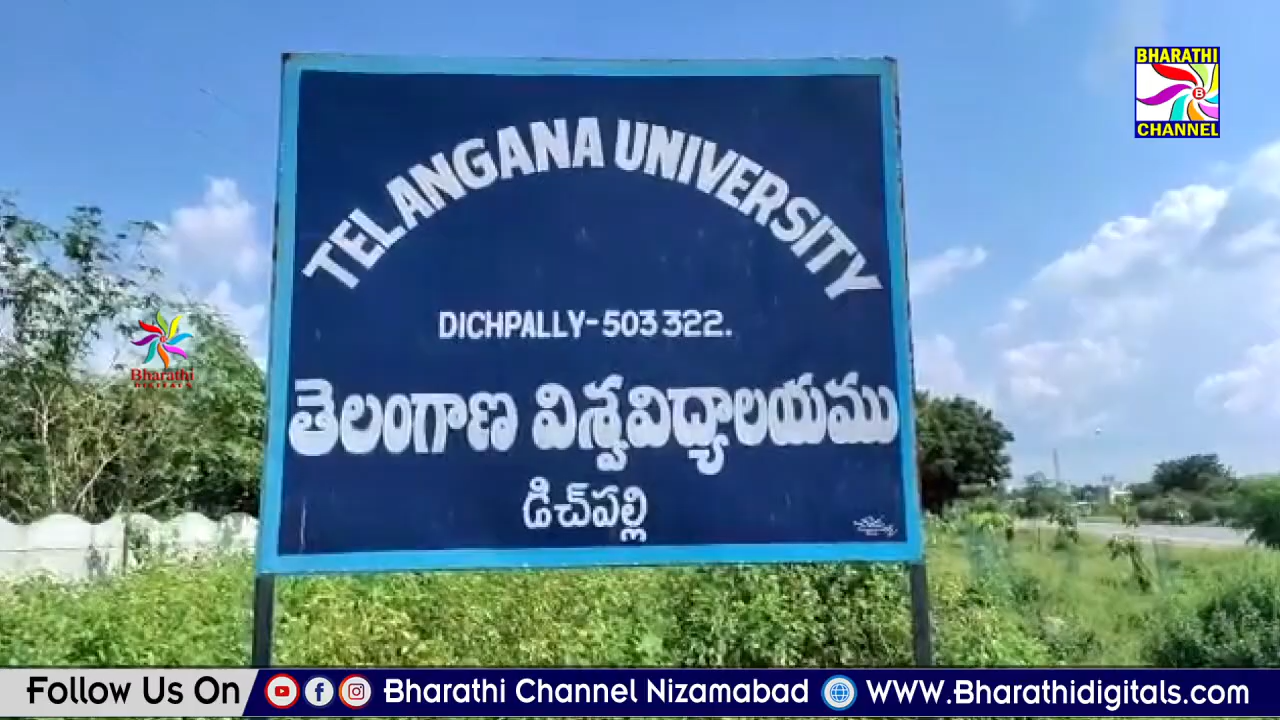 BHARATHI
B
CHANNEL
TELANGANA UNIVERSITY
DICHPALLY-503 322.
తెలంగాణ విశ్వవిద్యాలయము
డిచ్‌పల్లి
Bharathi
DIGITALS
Follow Us On Bharathi Channel Nizamabad WWW.Bharathidigitals.com